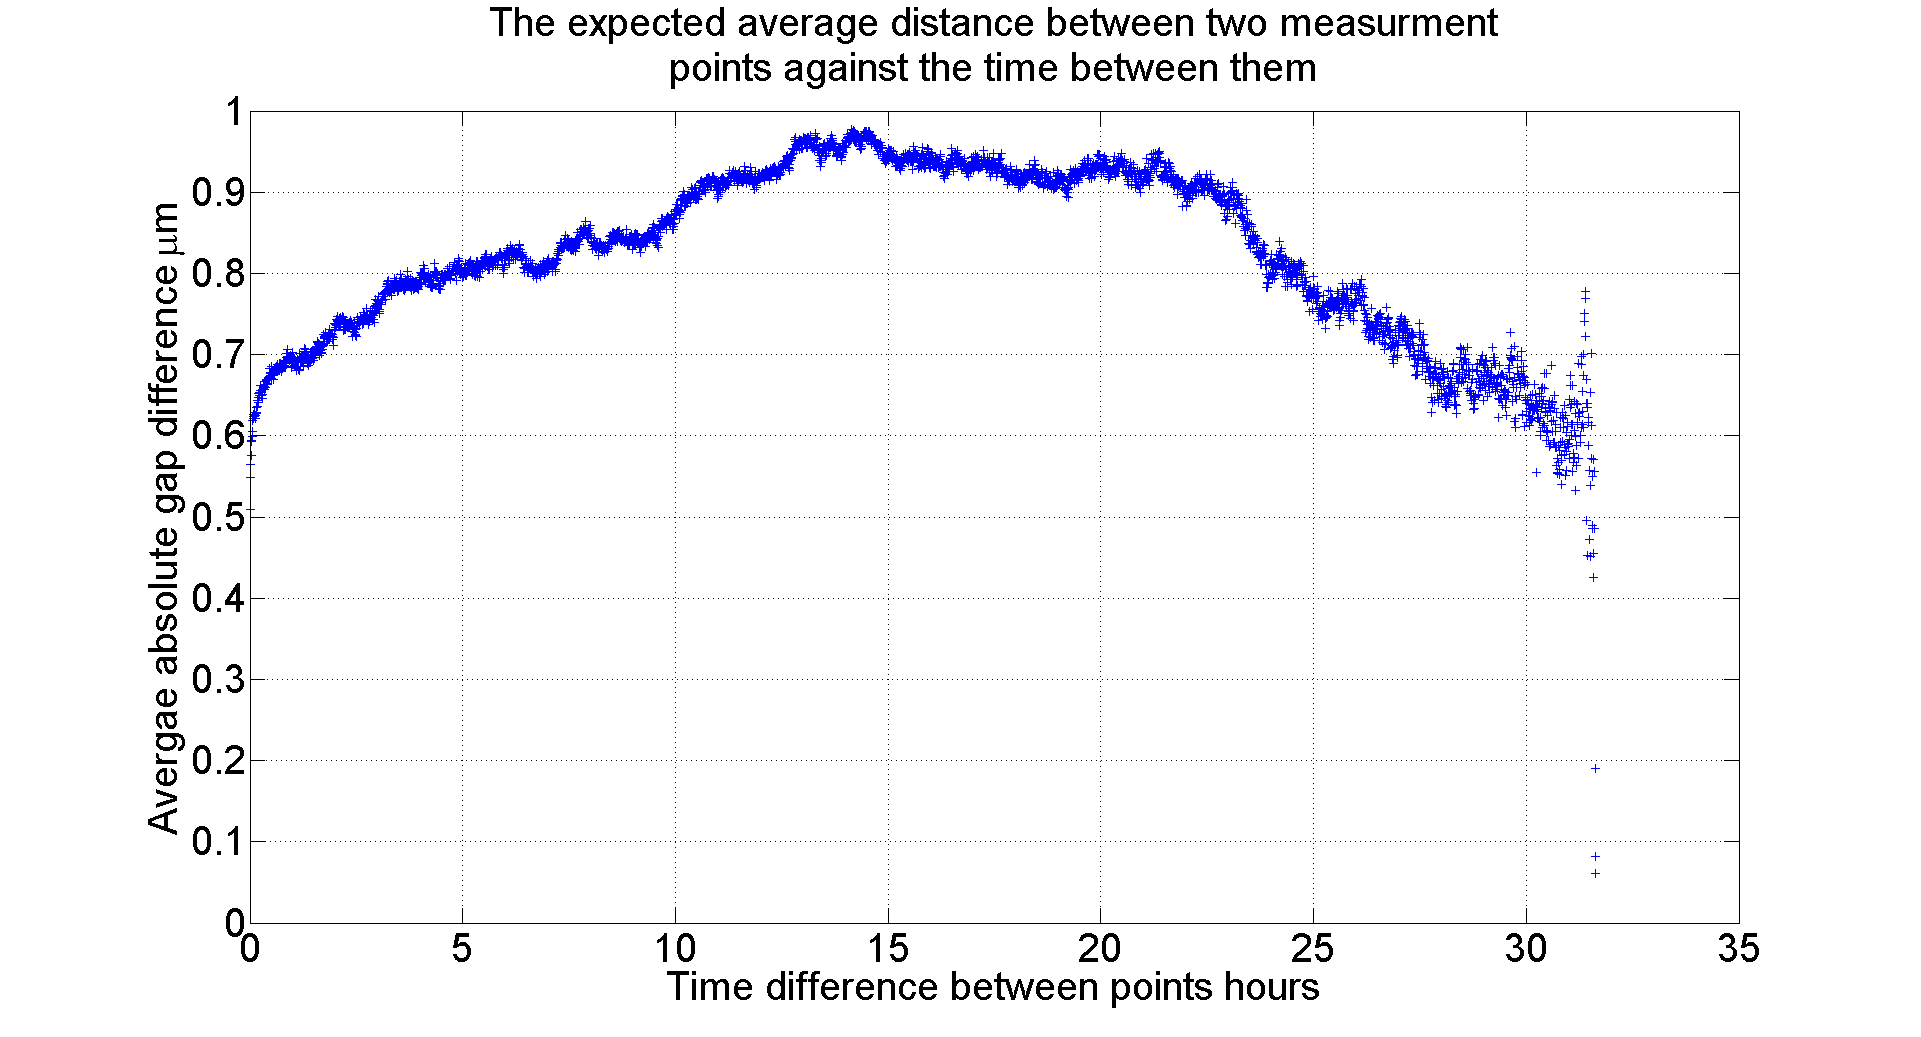 The expected average distance between two measurment
points against the time between them
Avergae absolute gap difference μm
1
0.9
0.8
0.7
0.6
0.5
0.4
0.3
0.2
0.1
0
0 5 10 15 20 25 30 35
Time difference between points hours